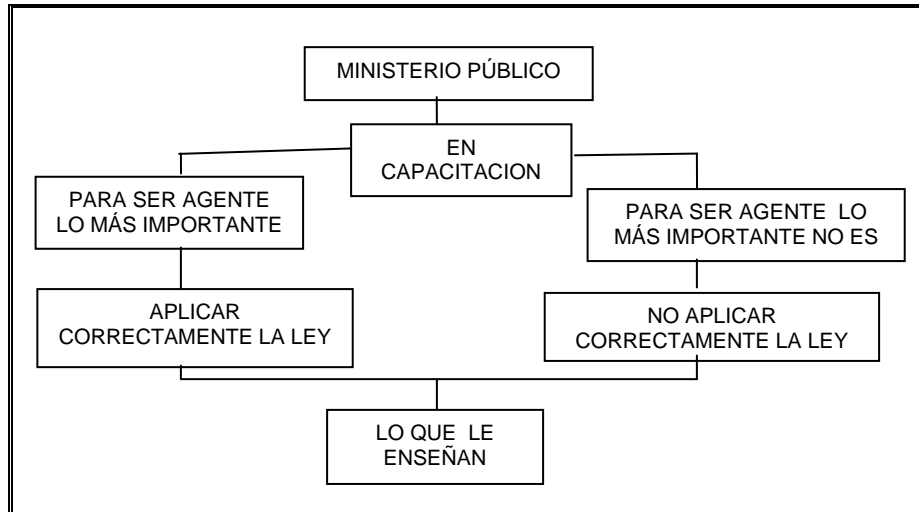 MINISTERIO PÚBLICO
EN
CAPACITACION
PARA SER AGENTE
LO MÁS IMPORTANTE
PARA SER AGENTE LO
MÁS IMPORTANTE NO ES
APLICAR
CORRECTAMENTE LA LEY
NO APLICAR
CORRECTAMENTE LA LEY
LO QUE LE
ENSEÑAN